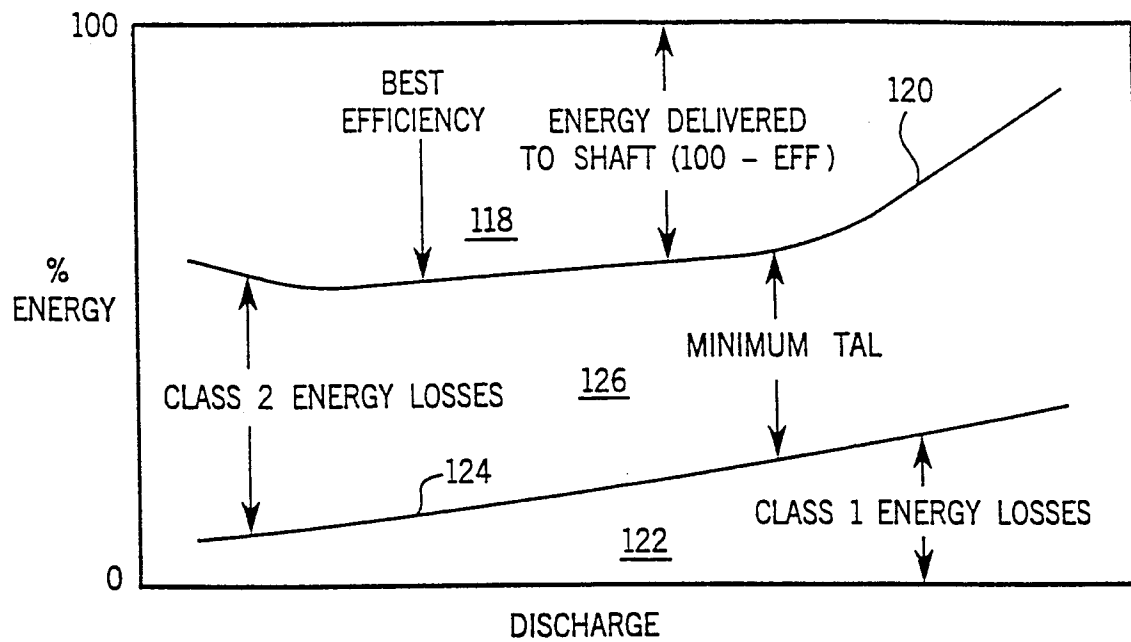 100
BEST
EFFICIENCY
ENERGY DELIVERED
TO SHAFT (100 - EFF)
120
118
%
ENERGY
MINIMUM TAL
126
CLASS 2 ENERGY LOSSES
124
CLASS 1 ENERGY LOSSES
122
0
DISCHARGE